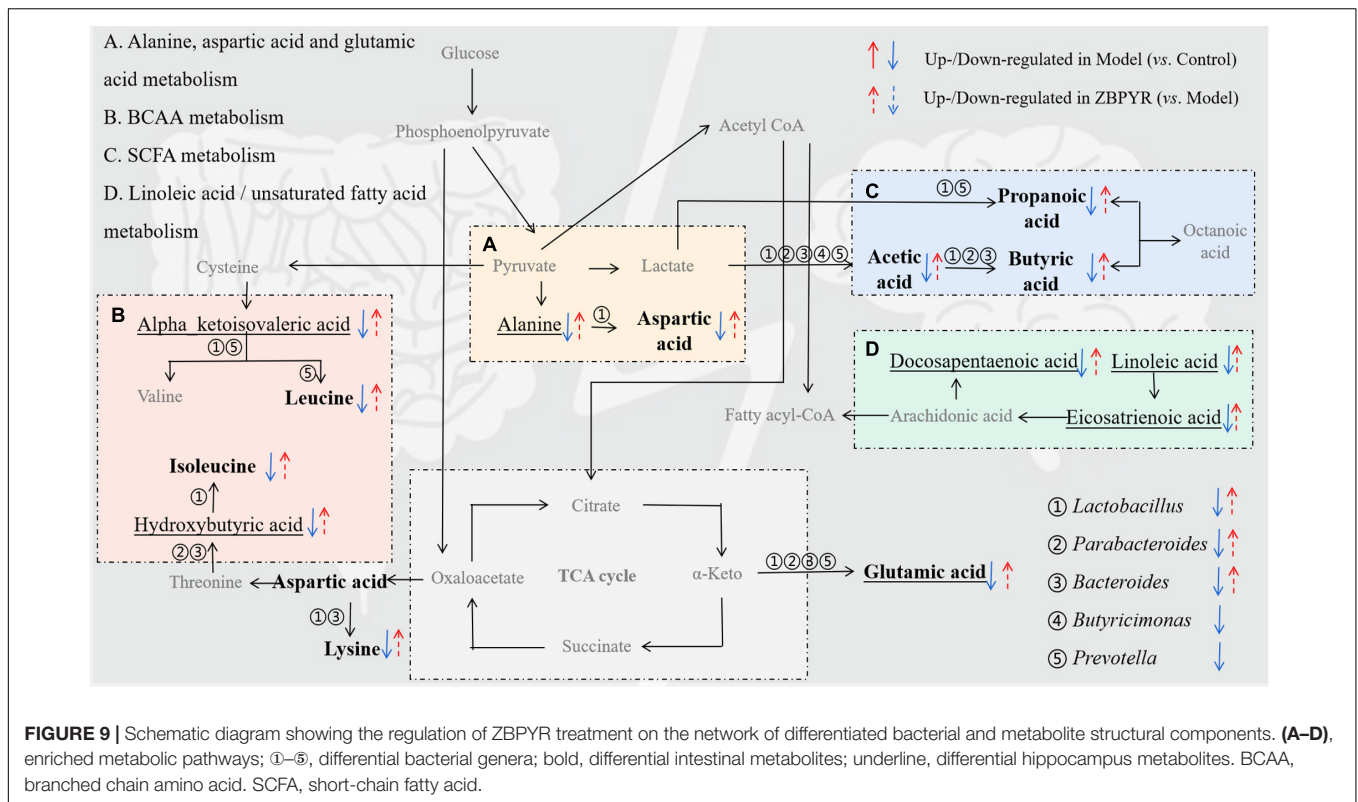 A. Alanine, aspartic acid and glutamic
acid metabolism
B. BCAA metabolism
C. SCFA metabolism
D. Linoleic acid / unsaturated fatty acid
metabolism
Glucose
Phosphoenolpyruvate
Acetyl CoA
Up-/Down-regulated in Model (vs. Control)
Up-/Down-regulated in ZBPYR (vs. Model)
A
Pyruvate
Lactate
Alanine
①
Aspartic
acid
①②③④⑤
①⑤
C
Propanoic
acid
Acetic
acid
①②③
Butyric
acid
Octanoic
acid
Cysteine
B
Alpha_ketoisovaleric acid
①⑤
⑤
Valine
Leucine
Isoleucine
①
Hydroxybutyric acid
②③
Threonine
Aspartic acid
①③
Lysine
D
Docosapentaenoic acid
Linoleic acid
Fatty acyl-CoA
Arachidonic acid
Eicosatrienoic acid
Citrate
Oxaloacetate
TCA cycle
α-Keto
Succinate
①②③⑤
Glutamic acid
① Lactobacillus
② Parabacteroides
③ Bacteroides
④ Butyricimonas
⑤ Prevotella
FIGURE 9 | Schematic diagram showing the regulation of ZBPYR treatment on the network of differentiated bacterial and metabolite structural components. (A–D),
enriched metabolic pathways; ①–⑤, differential bacterial genera; bold, differential intestinal metabolites; underline, differential hippocampus metabolites. BCAA,
branched chain amino acid. SCFA, short-chain fatty acid.